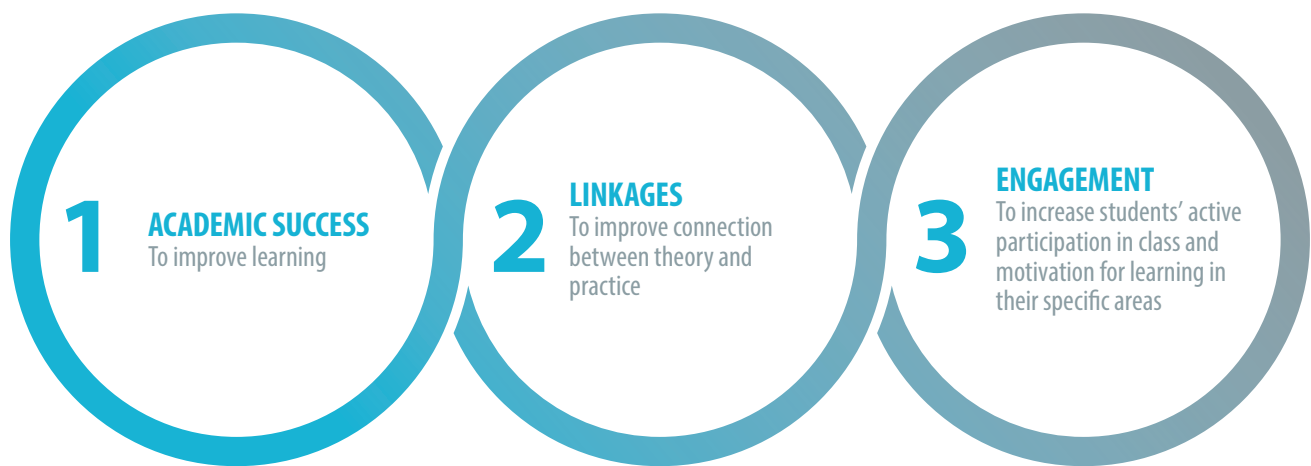 1
ACADEMIC SUCCESS
To improve learning
2
LINKAGES
To improve connection
between theory and
practice
3
ENGAGEMENT
To increase students’ active
participation in class and
motivation for learning in
their specific areas